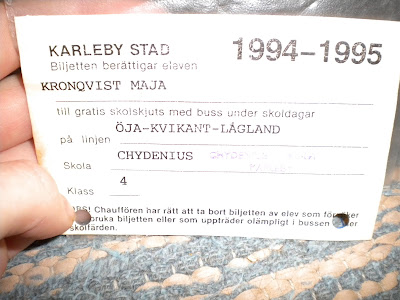 KARLEBY STAD 1994-1995
Biljetten berättigar eleven
KRONQVIST MAJA
till gratis skolskjuts med buss under skoldagar
på linjen ÖJA-KVIKANT-LÅGLAND
Skola CHYDENIUS
Klass 4
OBS! Chauffören har rätt att ta bort biljetten av elev som
bruka biljetten eller som uppträder olämpligt i bussen
skolfärden.